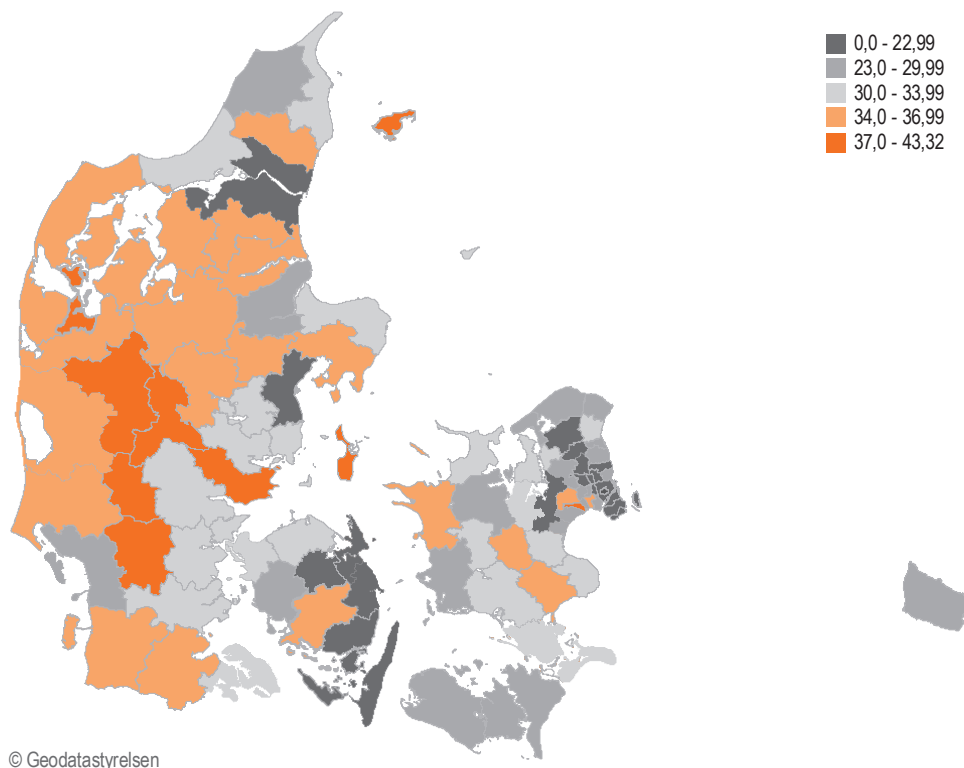 0,0 - 22,99
23,0 - 29,99
30,0 - 33,99
34,0 - 36,99
37,0 - 43,32
© Geodatastyrelsen